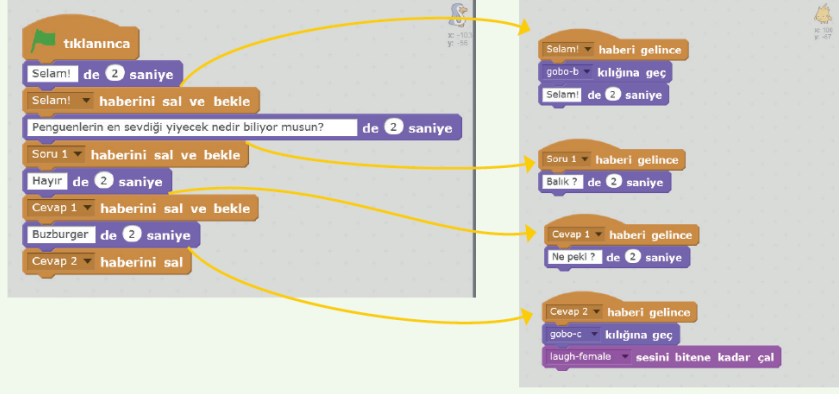 tıklanınca
Selam! de 2 saniye
Selam! haberini sal ve bekle
Penguenlerin en sevdiği yiyecek nedir biliyor musun? de 2 saniye
Soru 1 haberini sal ve bekle
Hayır de 2 saniye
Cevap 1 haberini sal ve bekle
Buzburger de 2 saniye
Cevap 2 haberini sal
Selam! haberi gelince
gobo-b kılığına geç
Selam! de 2 saniye
Soru 1 haberi gelince
Balık ? de 2 saniye
Cevap 1 haberi gelince
Ne peki ? de 2 saniye
Cevap 2 haberi gelince
gobo-c kılığına geç
laugh-female sesini bitene kadar çal